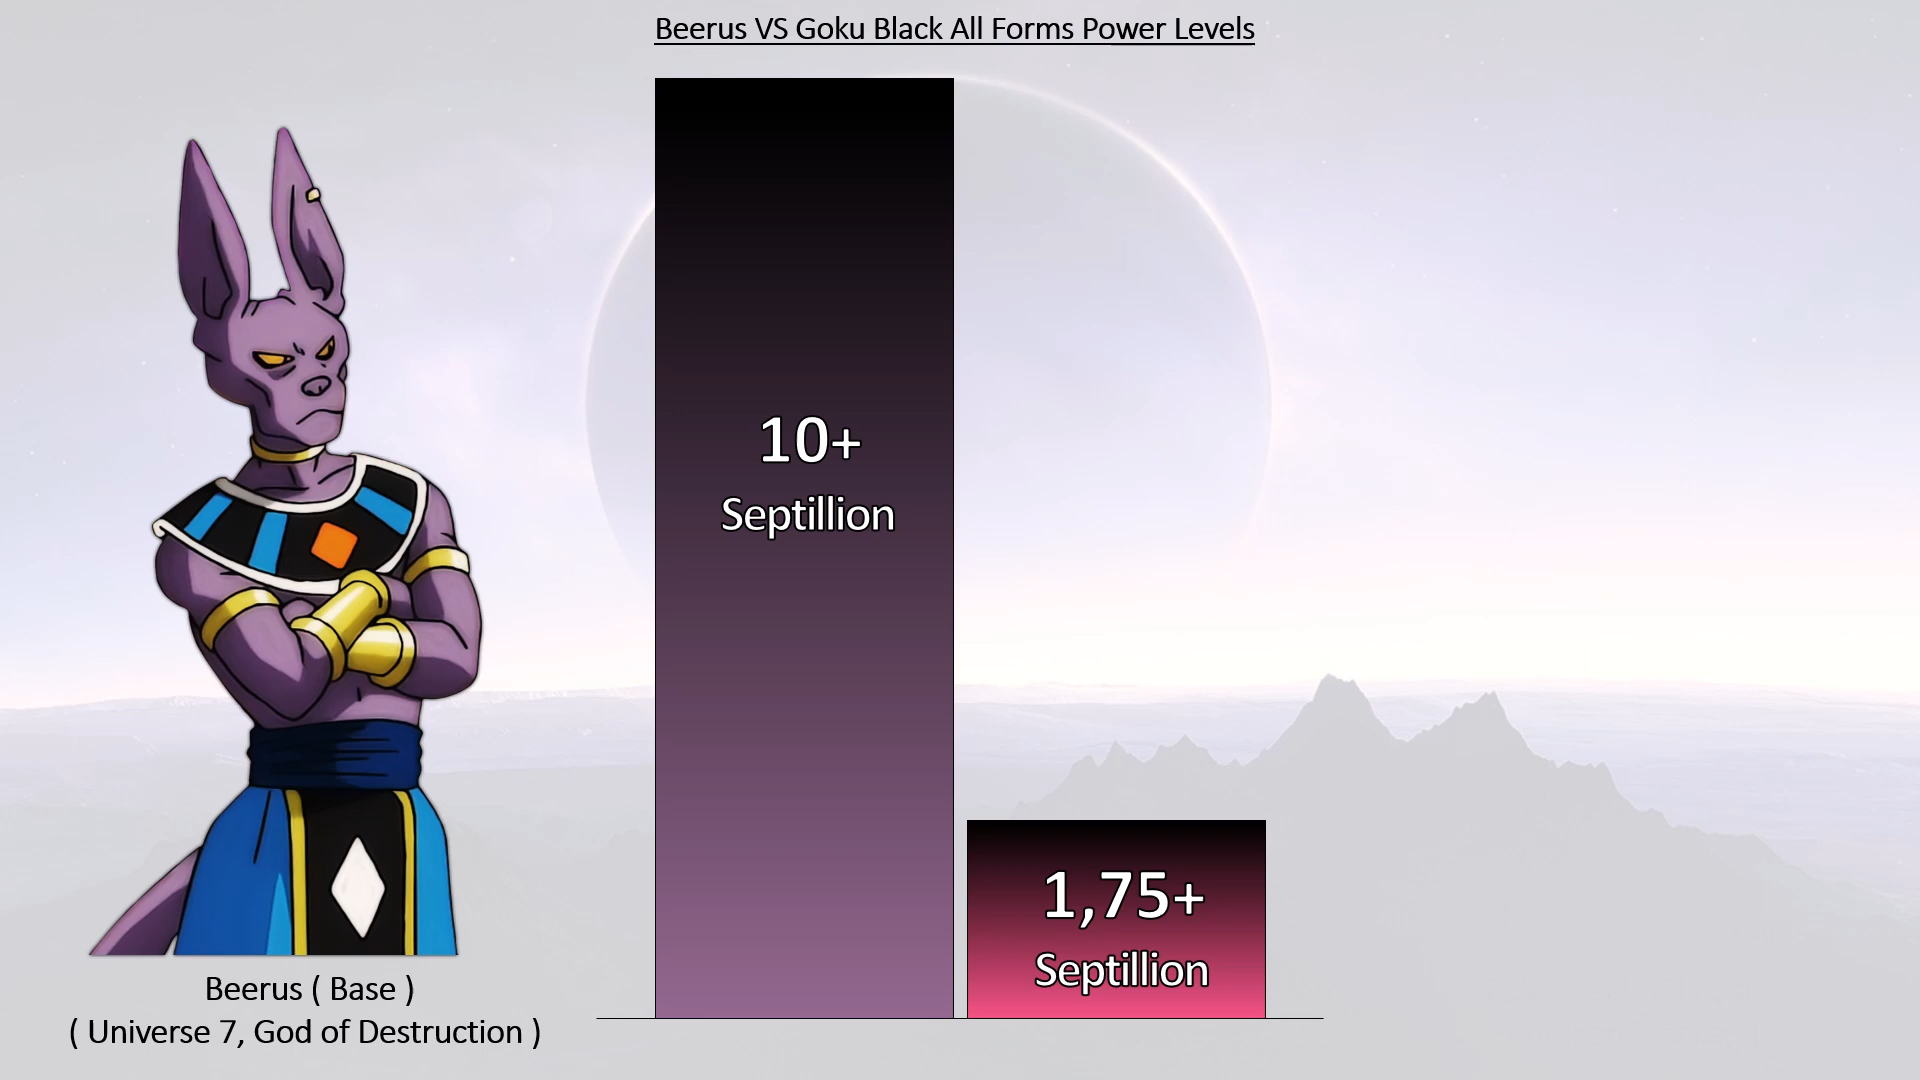 Beerus VS Goku Black All Forms Power Levels
10+
Septillion
1,75+
Septillion
Beerus ( Base )
( Universe 7, God of Destruction )